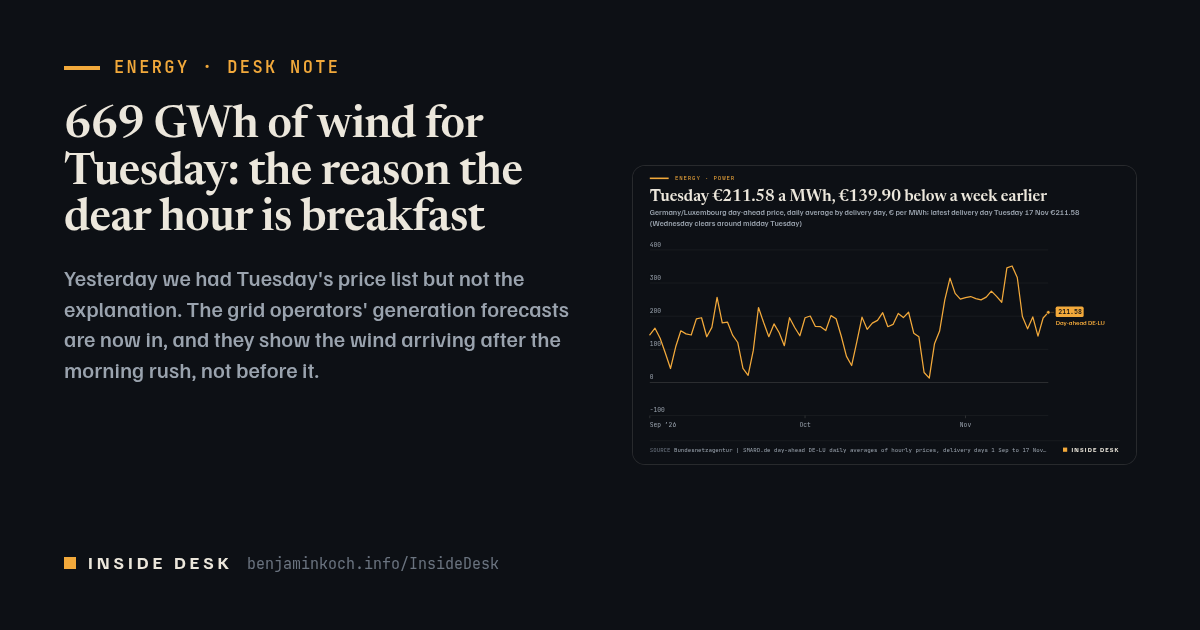 ENERGY · DESK NOTE
669 GWh of wind for
Tuesday: the reason the
dear hour is breakfast
Yesterday we had Tuesday's price list but not the
explanation. The grid operators' generation forecasts
are now in, and they show the wind arriving after the
morning rush, not before it.
ENERGY · POWER
Tuesday €211.58 a MWh, €139.90 below a week earlier
Germany/Luxembourg day-ahead price, daily average by delivery day, € per MWh; latest delivery day Tuesday 17 Nov €211.58
(Wednesday clears around midday Tuesday)
400
300
200
100
0
-100
211.58
Day-ahead DE-LU
Sep '26
Oct
Nov
SOURCE Bundesnetzagentur | SMARD.de day-ahead DE-LU daily averages of hourly prices, delivery days 1 Sep to 17 Nov…
INSIDE DESK
INSIDE DESK
benjaminkoch.info/InsideDesk